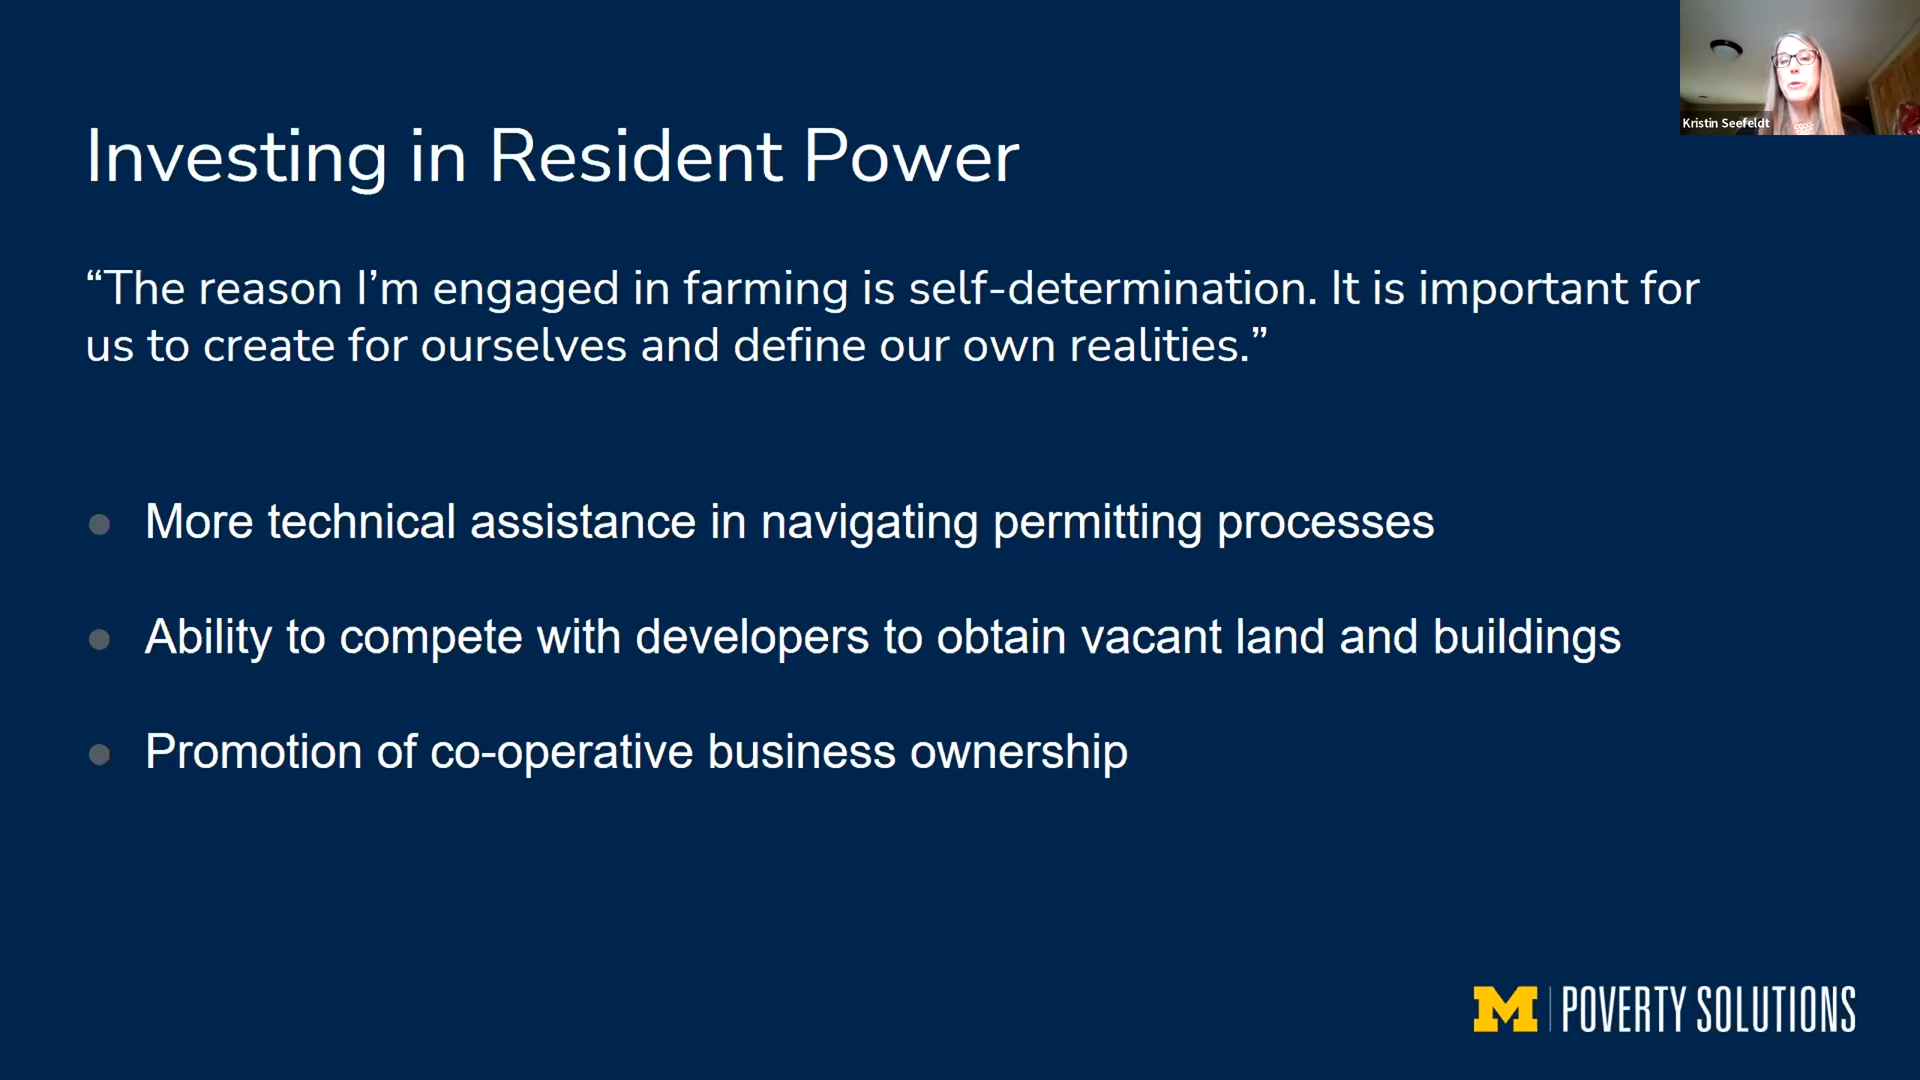 Kristin Seefeldt
Investing in Resident Power
“The reason I’m engaged in farming is self-determination. It is important for
us to create for ourselves and define our own realities.”
● More technical assistance in navigating permitting processes
● Ability to compete with developers to obtain vacant land and buildings
● Promotion of co-operative business ownership
M | POVERTY SOLUTIONS